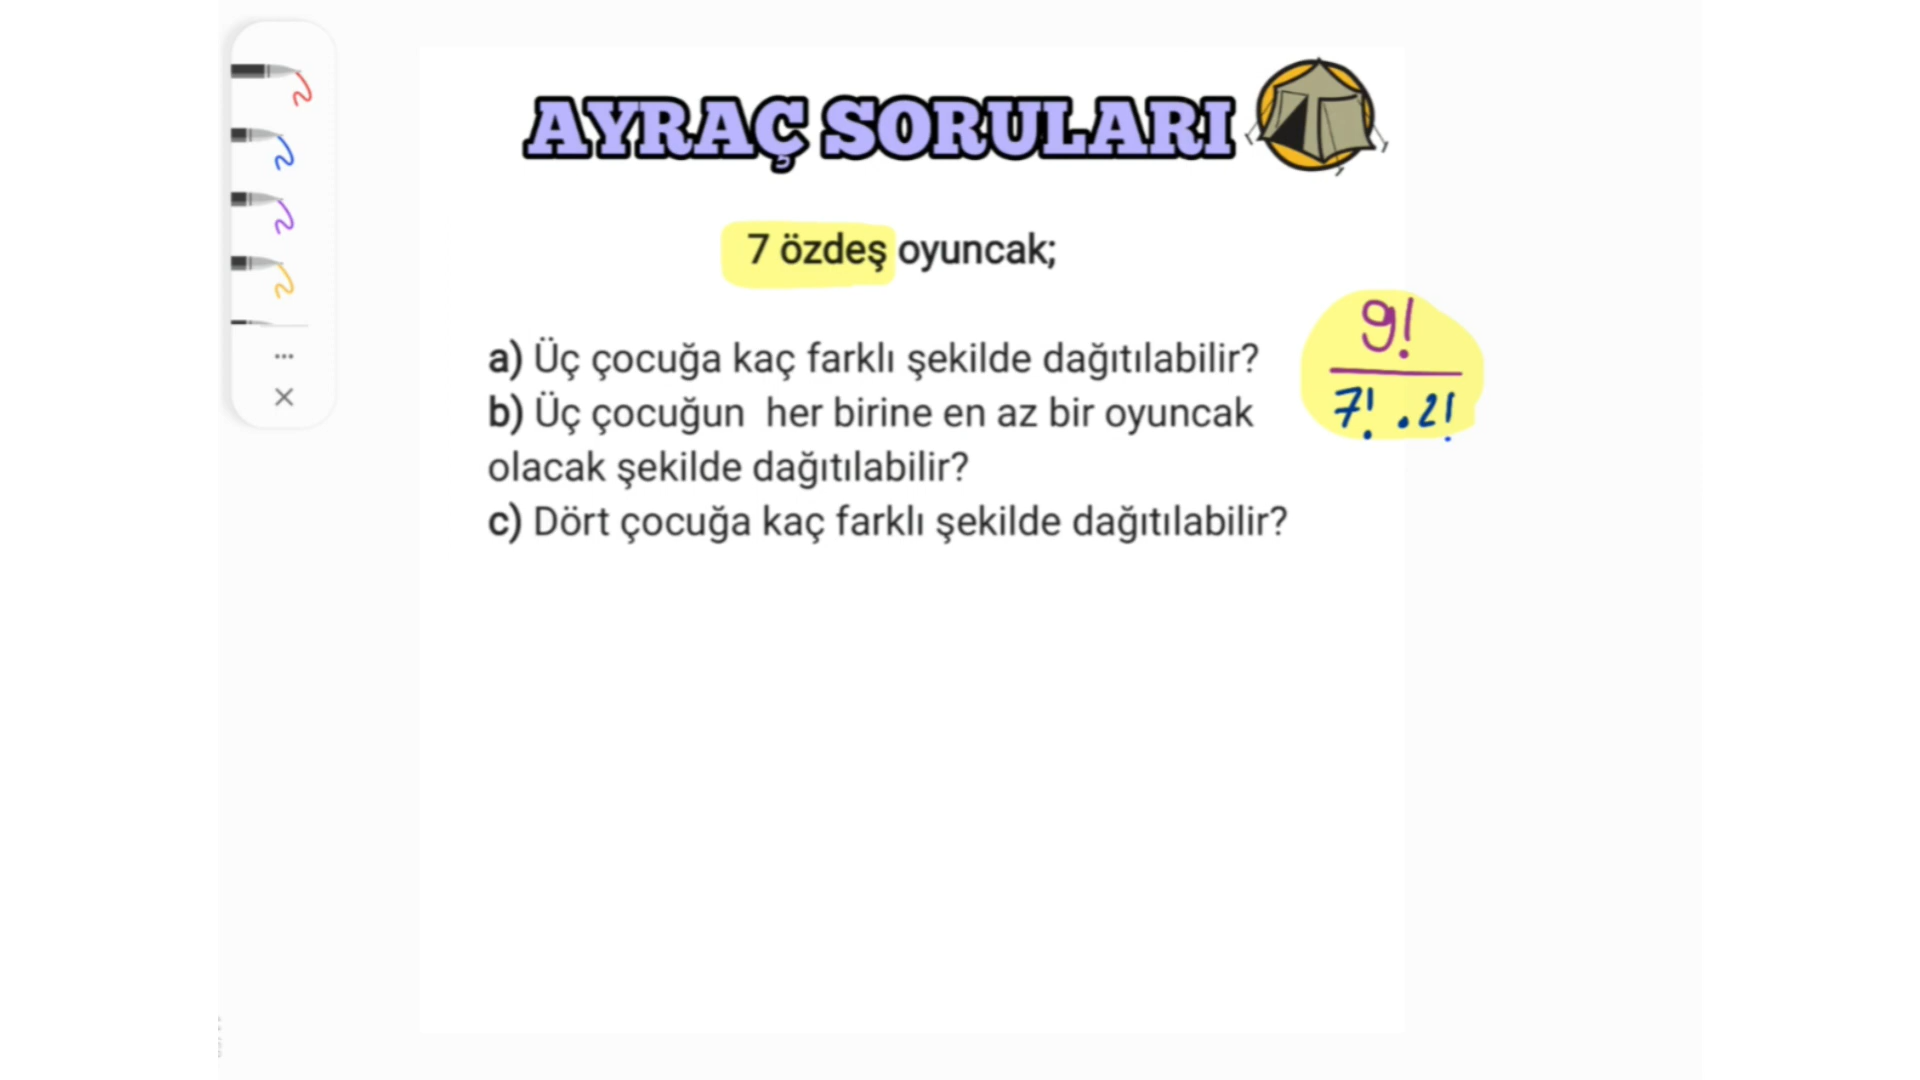 AYRAÇ SORULARI
7 özdeş oyuncak;
a) Üç çocuğa kaç farklı şekilde dağıtılabilir?
b) Üç çocuğun her birine en az bir oyuncak
olacak şekilde dağıtılabilir?
c) Dört çocuğa kaç farklı şekilde dağıtılabilir?
9!
7! . 2!